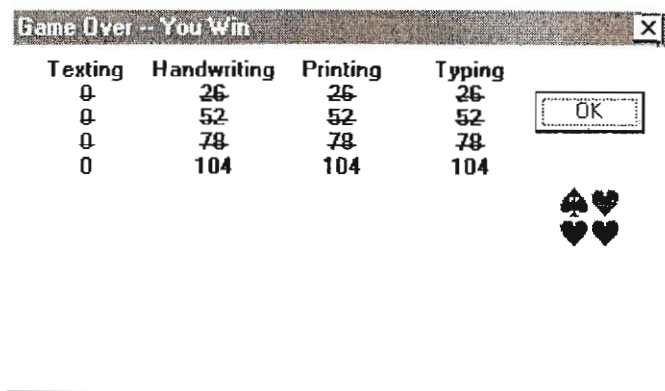 Game Over -- You Win
Texting Handwriting Printing Typing
0 26 26 26
0 52 52 52
0 78 78 78
0 104 104 104
OK